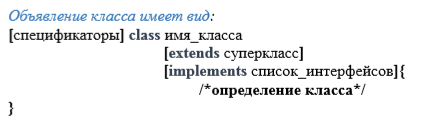 Объявление класса имеет вид:
[спецификаторы] class имя_класса
[extends суперкласс]
[implements список_интерфейсов]{
/*определение класса*/
}